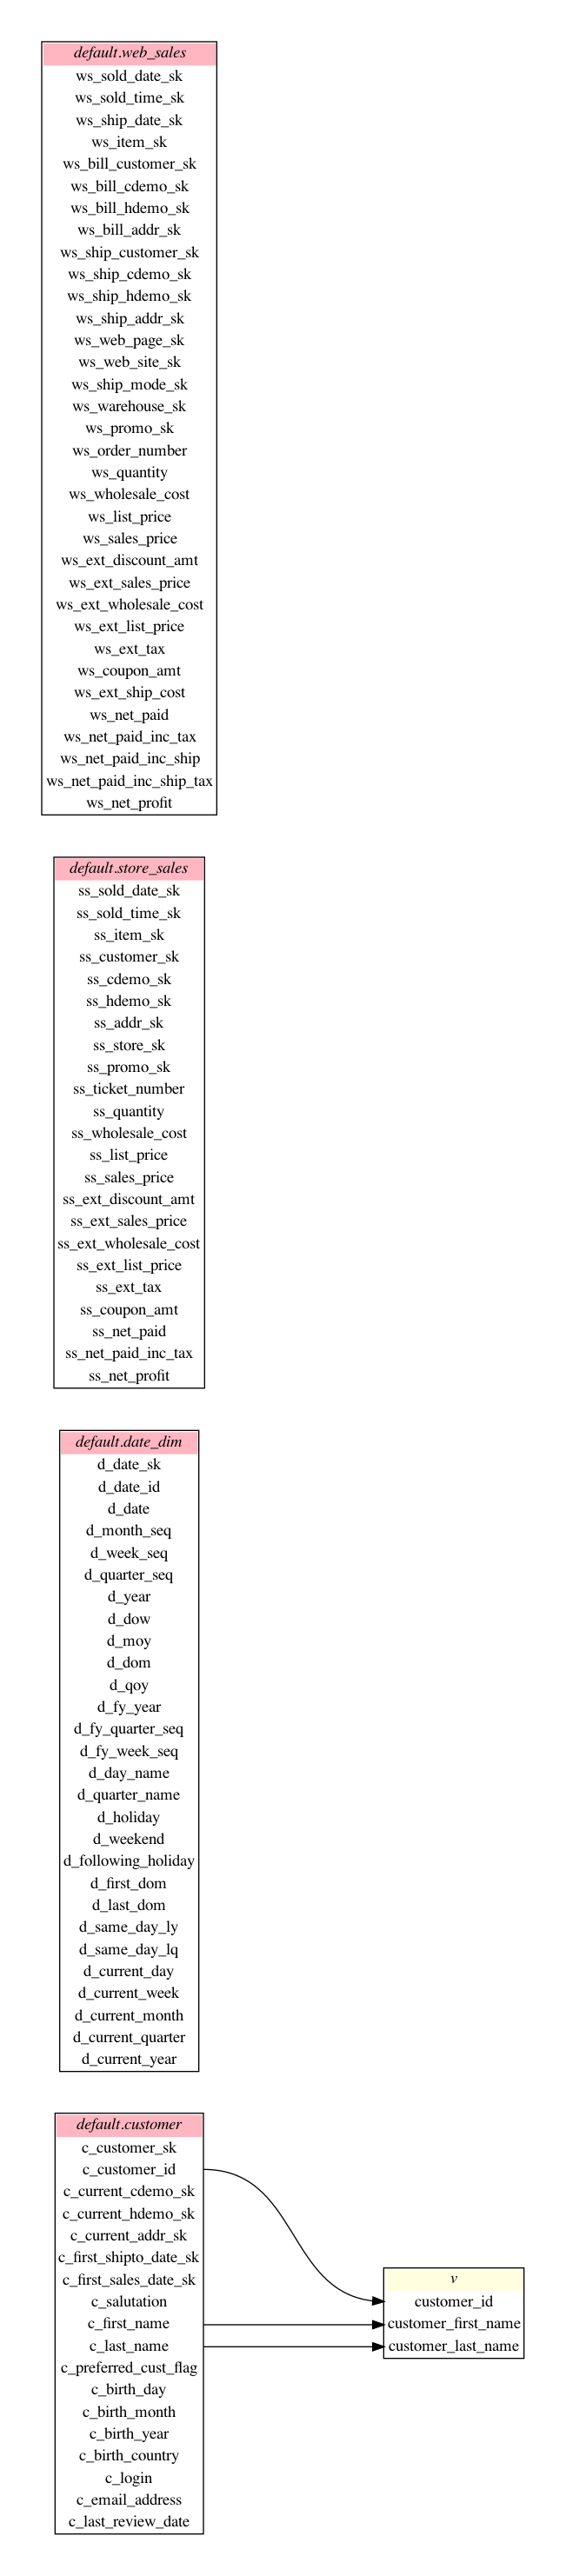 default.web_sales
ws_sold_date_sk
ws_sold_time_sk
ws_ship_date_sk
ws_item_sk
ws_bill_customer_sk
ws_bill_cdemo_sk
ws_bill_hdemo_sk
ws_bill_addr_sk
ws_ship_customer_sk
ws_ship_cdemo_sk
ws_ship_hdemo_sk
ws_ship_addr_sk
ws_web_page_sk
ws_web_site_sk
ws_ship_mode_sk
ws_warehouse_sk
ws_promo_sk
ws_order_number
ws_quantity
ws_wholesale_cost
ws_list_price
ws_sales_price
ws_ext_discount_amt
ws_ext_sales_price
ws_ext_wholesale_cost
ws_ext_list_price
ws_ext_tax
ws_coupon_amt
ws_ext_ship_cost
ws_net_paid
ws_net_paid_inc_tax
ws_net_paid_inc_ship
ws_net_paid_inc_ship_tax
ws_net_profit
default.store_sales
ss_sold_date_sk
ss_sold_time_sk
ss_item_sk
ss_customer_sk
ss_cdemo_sk
ss_hdemo_sk
ss_addr_sk
ss_store_sk
ss_promo_sk
ss_ticket_number
ss_quantity
ss_wholesale_cost
ss_list_price
ss_sales_price
ss_ext_discount_amt
ss_ext_sales_price
ss_ext_wholesale_cost
ss_ext_list_price
ss_ext_tax
ss_coupon_amt
ss_net_paid
ss_net_paid_inc_tax
ss_net_profit
default.date_dim
d_date_sk
d_date_id
d_date
d_month_seq
d_week_seq
d_quarter_seq
d_year
d_dow
d_moy
d_dom
d_qoy
d_fy_year
d_fy_quarter_seq
d_fy_week_seq
d_day_name
d_quarter_name
d_holiday
d_weekend
d_following_holiday
d_first_dom
d_last_dom
d_same_day_ly
d_same_day_lq
d_current_day
d_current_week
d_current_month
d_current_quarter
d_current_year
default.customer
c_customer_sk
c_customer_id
c_current_cdemo_sk
c_current_hdemo_sk
c_current_addr_sk
c_first_shipto_date_sk
c_first_sales_date_sk
c_salutation
c_first_name
c_last_name
c_preferred_cust_flag
c_birth_day
c_birth_month
c_birth_year
c_birth_country
c_login
c_email_address
c_last_review_date
v
customer_id
customer_first_name
customer_last_name